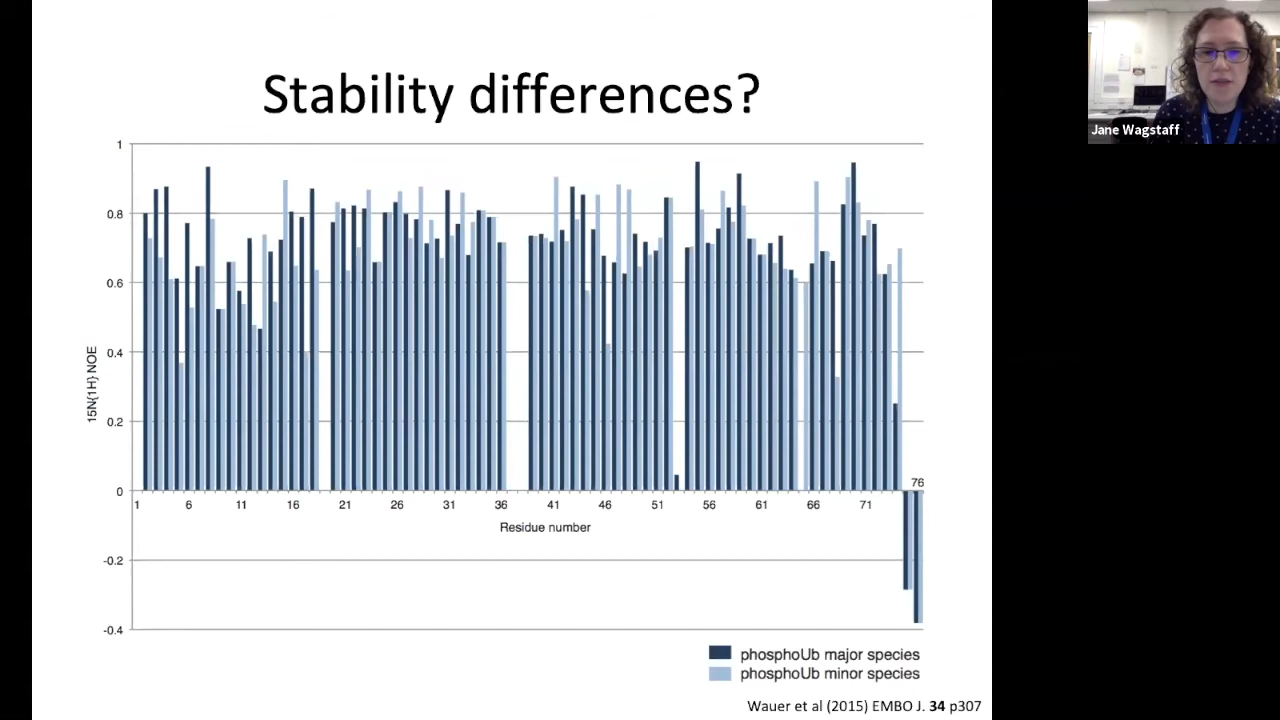 Stability differences?
Jane Wagstaff
1
0.8
0.6
0.4
0.2
0
-0.2
-0.4
15N{1H} NOE
76
1 6 11 16 21 26 31 36 41 46 51 56 61 66 71
Residue number
phosphoUb major species
phosphoUb minor species
Wauer et al (2015) EMBO J. 34 p307